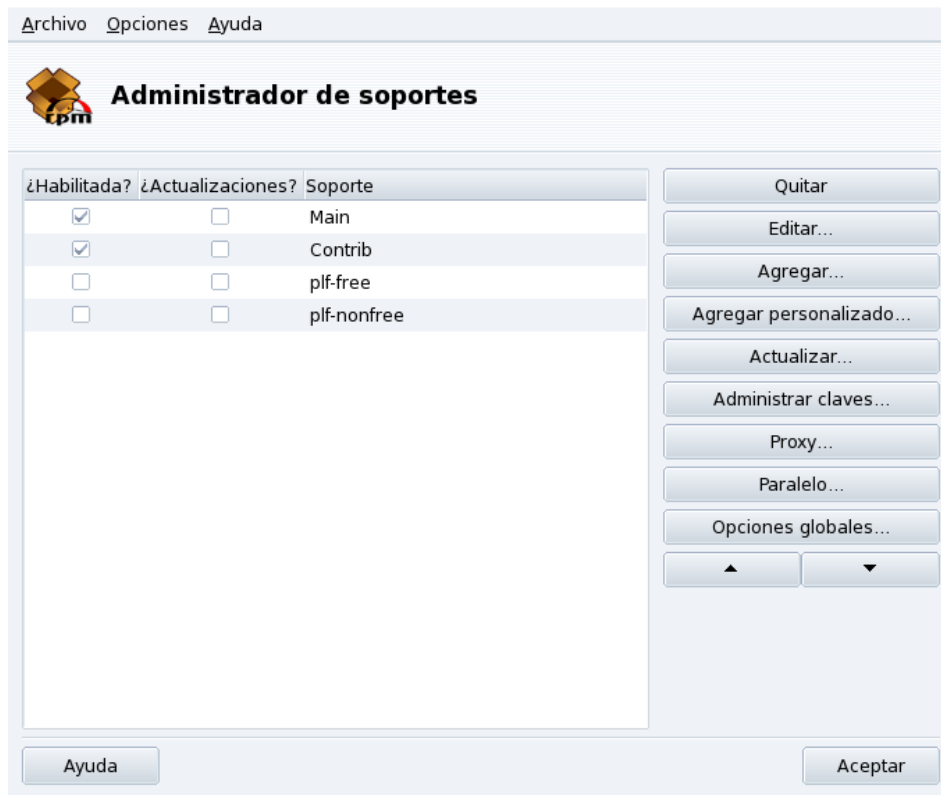 Archivo Opciones Ayuda
rpm
Administrador de soportes
¿Habilitada? ¿Actualizaciones? Soporte
Main
Contrib
plf-free
plf-nonfree
Quitar
Editar...
Agregar...
Agregar personalizado...
Actualizar...
Administrar claves...
Proxy...
Paralelo...
Opciones globales...
Ayuda
Aceptar